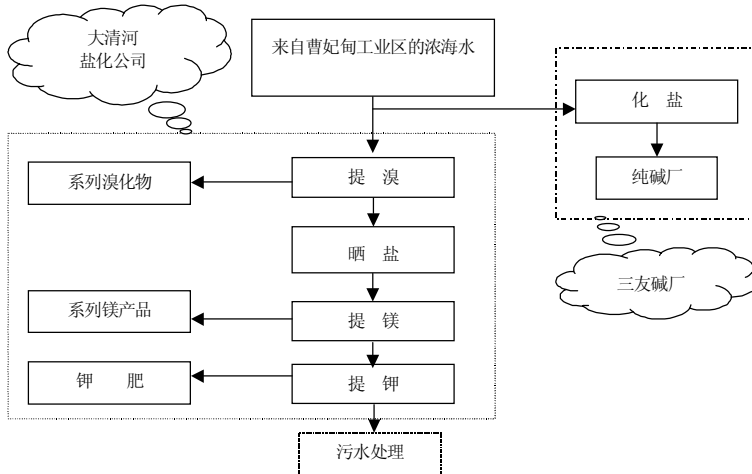 大清河
盐化公司
来自曹妃甸工业区的浓海水
化 盐
纯碱厂
三友碱厂
提 溴
系列溴化物
晒 盐
提 镁
系列镁产品
提 钾
钾 肥
污水处理